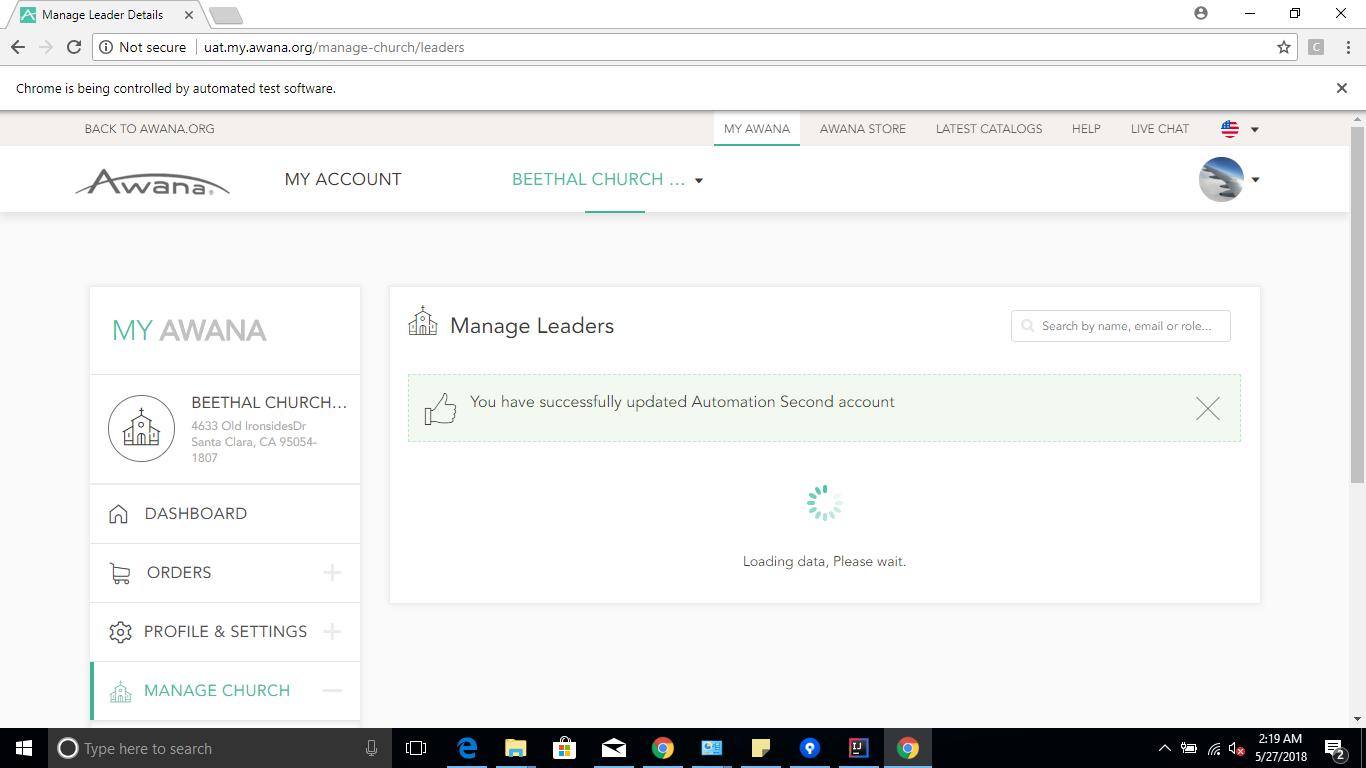 Manage Leader Details
Not secure
uat.my.awana.org/manage-church/leaders
C
Chrome is being controlled by automated test software.
BACK TO AWANA.ORG
MY AWANA
AWANA STORE
LATEST CATALOGS
HELP
LIVE CHAT
Awana®
MY ACCOUNT
BEETHAL CHURCH ...
MY AWANA
BEETHAL CHURCH...
4633 Old IronsidesDr
Santa Clara, CA 95054-
1807
DASHBOARD
ORDERS
PROFILE & SETTINGS
MANAGE CHURCH
Manage Leaders
Search by name, email or role...
You have successfully updated Automation Second account
Loading data, Please wait.
Type here to search
IJ
2:19 AM
5/27/2018
2